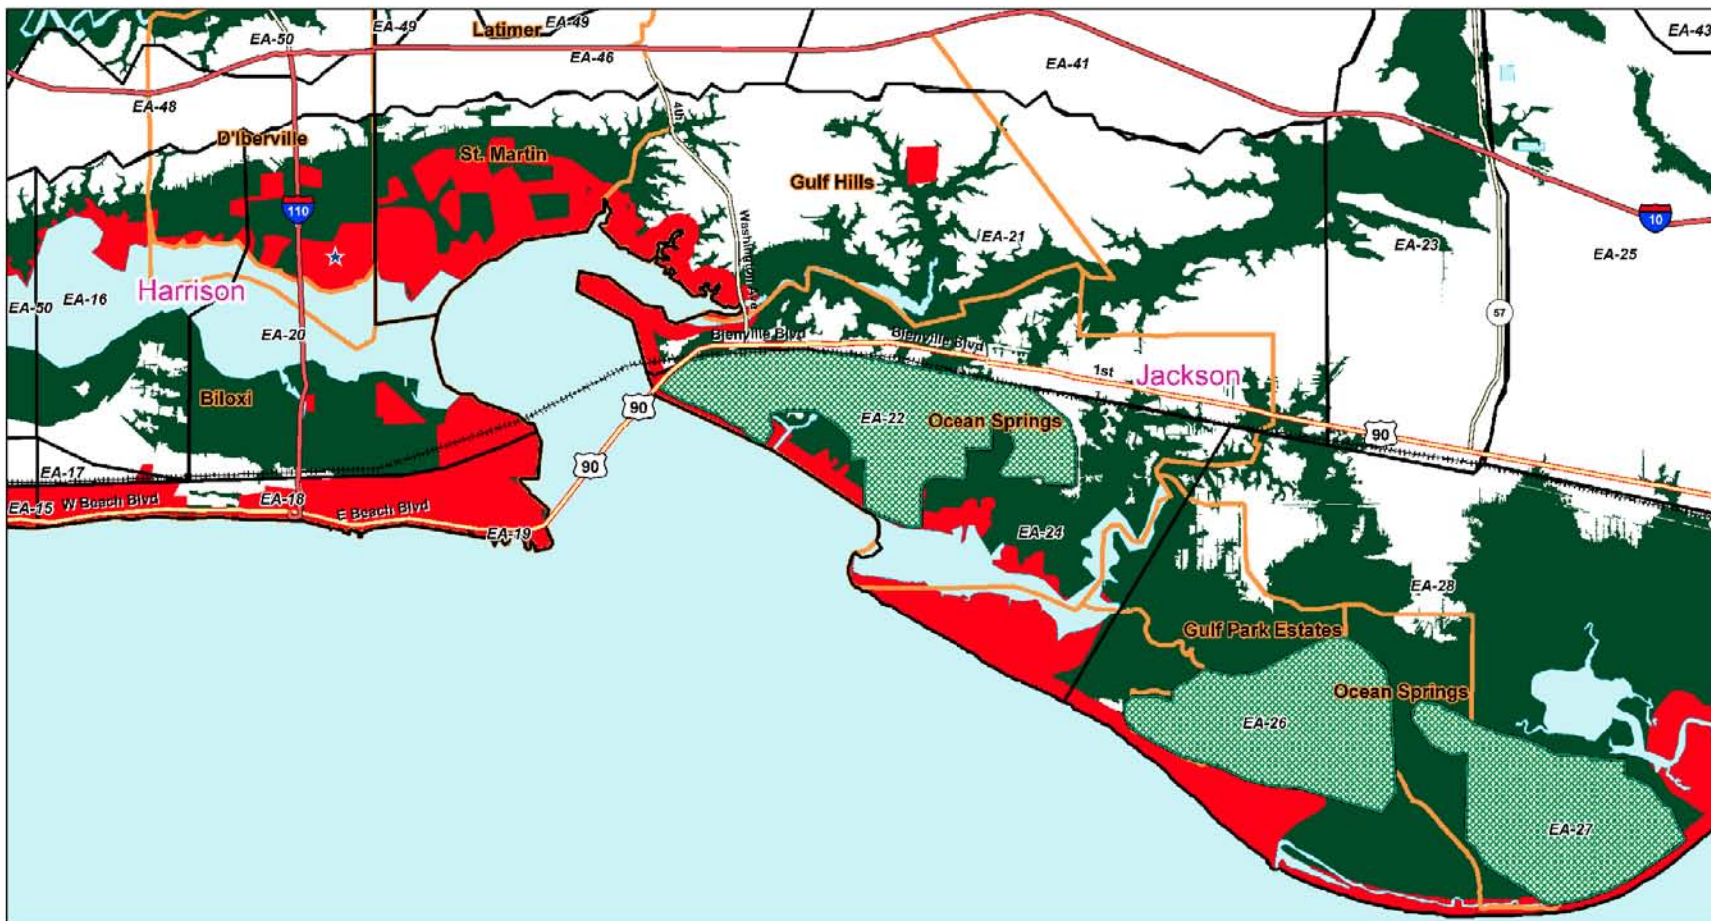 EA-50
EA-49
Latimer
EA-49
EA-43
EA-46
EA-41
EA-48
4th
D'Iberville
St. Martin
Gulf Hills
110
Washington Ave
10
EA-21
EA-23
EA-25
Harrison
EA-50
EA-16
EA-20
57
Bienville Blvd
Bienville Blvd
1st
Jackson
Biloxi
90
EA-22
Ocean Springs
90
90
EA-17
EA-15
W Beach Blvd
EA-18
E Beach Blvd
EA-19
EA-24
EA-28
Gulf Park Estates
Ocean Springs
EA-26
EA-27